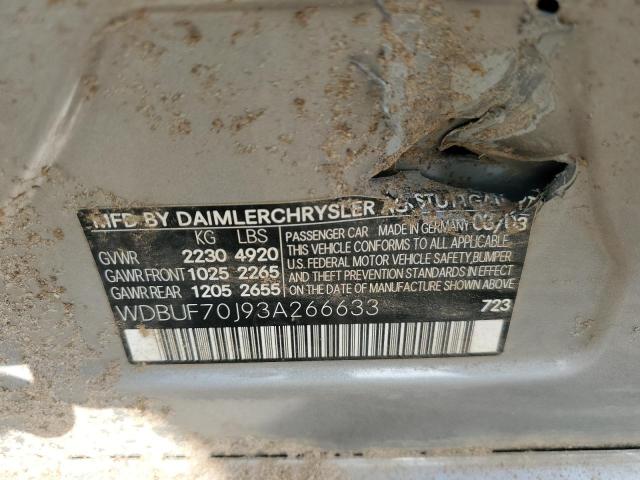 MFD BY DAIMLERCHRYSLER AG STUTTGART
KG LBS
GVWR 2230 4920
GAWR FRONT 1025 2265
GAWR REAR 1205 2655
PASSENGER CAR MADE IN GERMANY 03/03
THIS VEHICLE CONFORMS TO ALL APPLICABLE
U.S. FEDERAL MOTOR VEHICLE SAFETY, BUMPER,
AND THEFT PREVENTION STANDARDS IN EFFECT
ON THE DATE OF MANUFACTURE SHOWN ABOVE
WDBUF70J93A266633 723